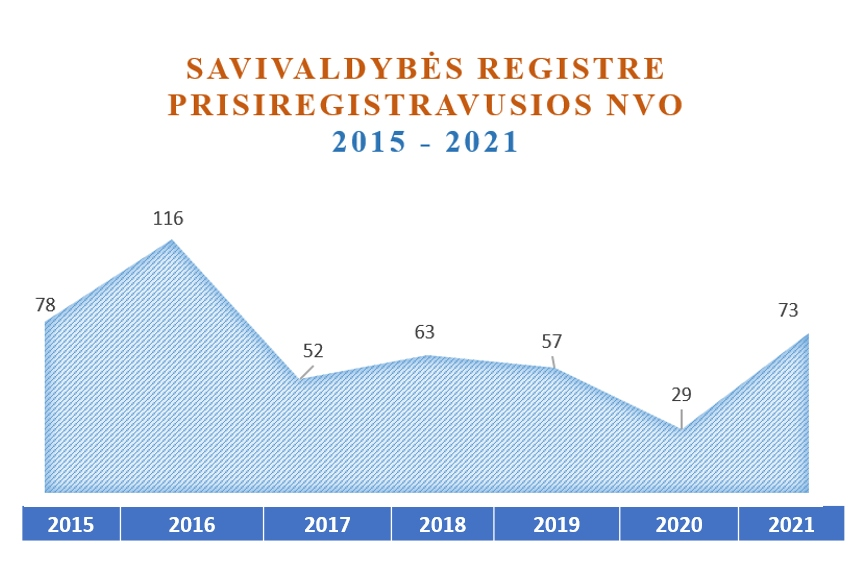 SAVIVALDYBĖS REGISTRE
PRISIREGISTRAVUSIOS NVO
2015 - 2021
116
78
73
63
57
52
29
2015 2016 2017 2018 2019 2020 2021